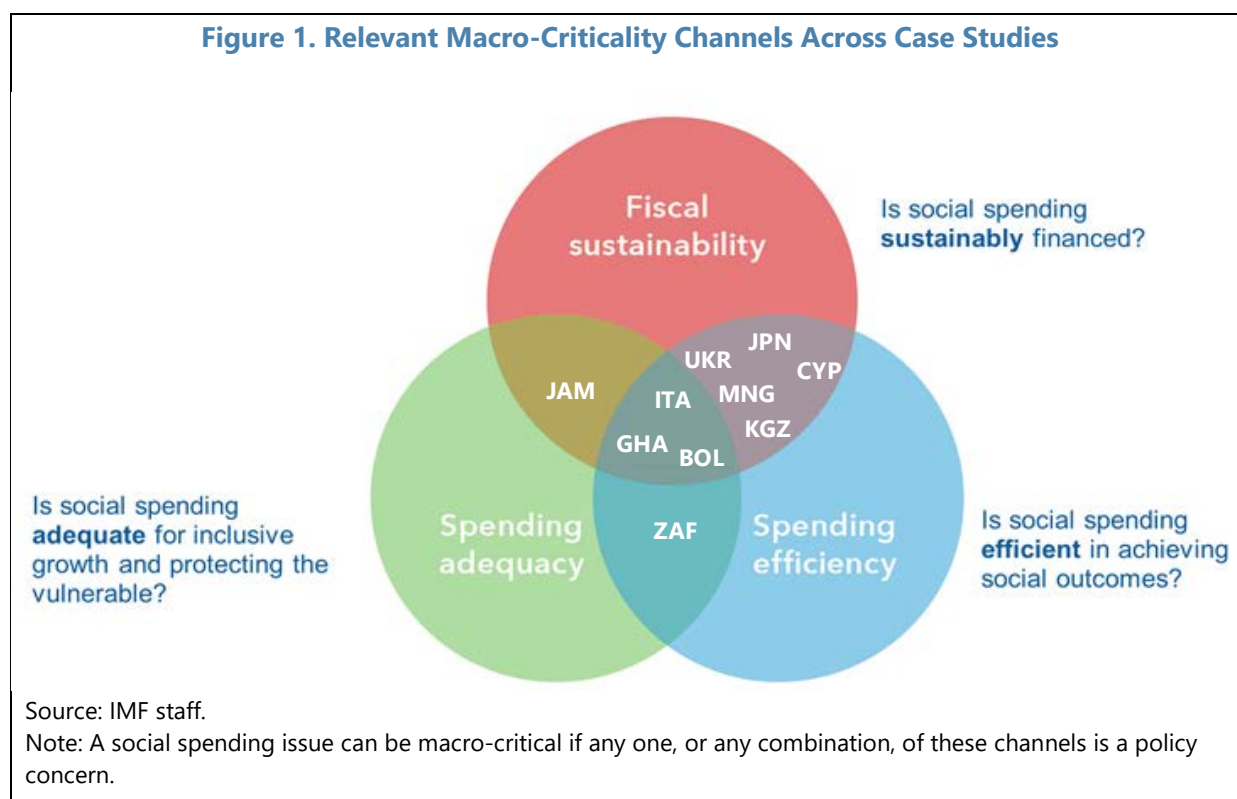 Figure 1. Relevant Macro-Criticality Channels Across Case Studies
Fiscal
sustainability
Is social spending
sustainably financed?
JPN
UKR
CYP
JAM
ITA
MNG
KGZ
GHA
BOL
Is social spending
adequate for inclusive
growth and protecting the
vulnerable?
Spending
adequacy
ZAF
Spending
efficiency
Is social spending
efficient in achieving
social outcomes?
Source: IMF staff.
Note: A social spending issue can be macro-critical if any one, or any combination, of these channels is a policy
concern.